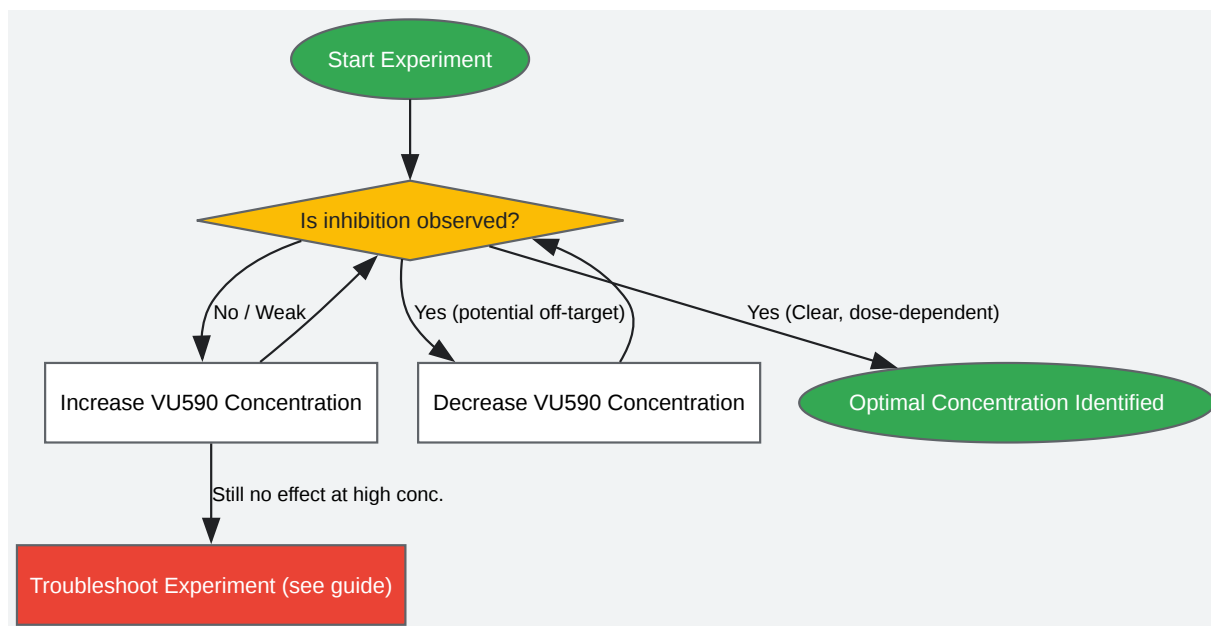 Start Experiment
Is inhibition observed?
No / Weak
Yes (potential off-target)
Yes (Clear, dose-dependent)
Increase VU590 Concentration
Decrease VU590 Concentration
Optimal Concentration Identified
Still no effect at high conc.
Troubleshoot Experiment (see guide)